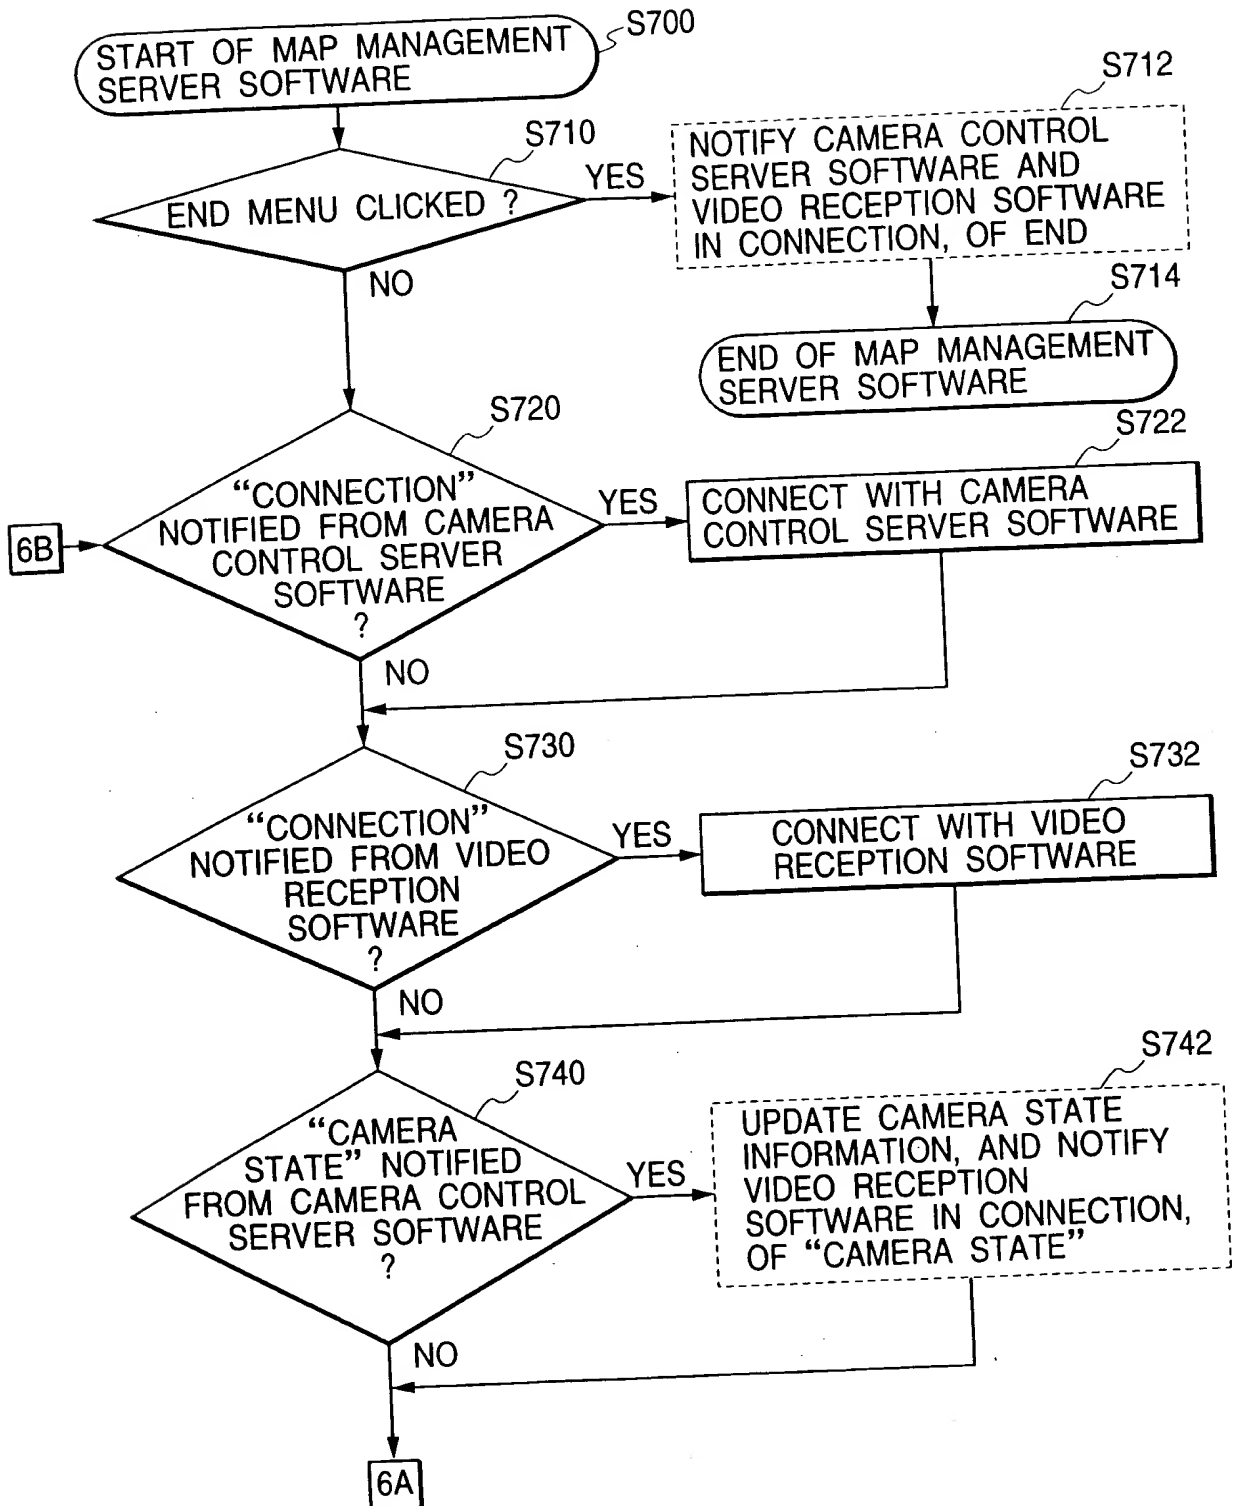 START OF MAP MANAGEMENT
SERVER SOFTWARE
S700
END MENU CLICKED ?
S710
YES
NO
NOTIFY CAMERA CONTROL
SERVER SOFTWARE AND
VIDEO RECEPTION SOFTWARE
IN CONNECTION, OF END
S712
END OF MAP MANAGEMENT
SERVER SOFTWARE
S714
6B
“CONNECTION”
NOTIFIED FROM CAMERA
CONTROL SERVER
SOFTWARE
?
S720
YES
NO
CONNECT WITH CAMERA
CONTROL SERVER SOFTWARE
S722
“CONNECTION”
NOTIFIED FROM VIDEO
RECEPTION
SOFTWARE
?
S730
YES
NO
CONNECT WITH VIDEO
RECEPTION SOFTWARE
S732
“CAMERA
STATE” NOTIFIED
FROM CAMERA CONTROL
SERVER SOFTWARE
?
S740
YES
NO
UPDATE CAMERA STATE
INFORMATION, AND NOTIFY
VIDEO RECEPTION
SOFTWARE IN CONNECTION,
OF “CAMERA STATE”
S742
6A